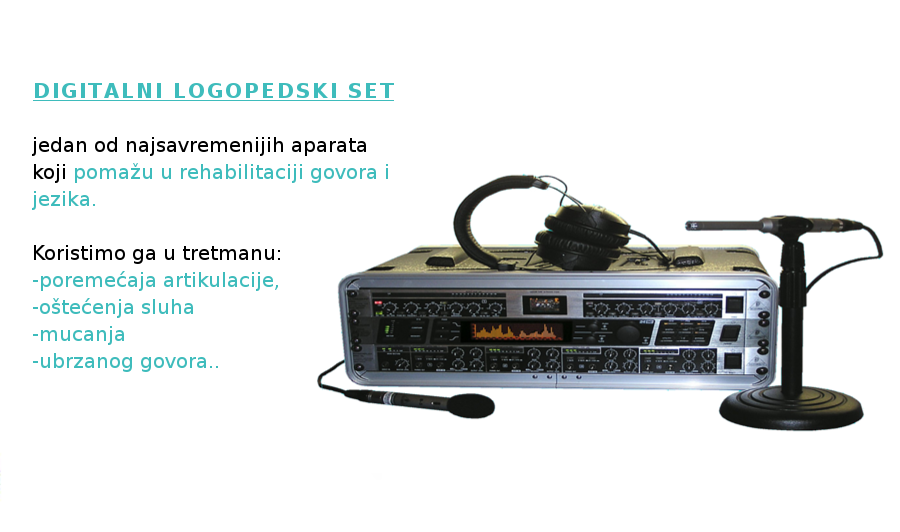 DIGITALNI LOGOPEDSKI SET
jedan od najsavremenijih aparata
koji pomažu u rehabilitaciji govora i
jezika.
Koristimo ga u tretmanu:
-poremećaja artikulacije,
-oštećenja sluha
-mucanja
-ubrzanog govora..